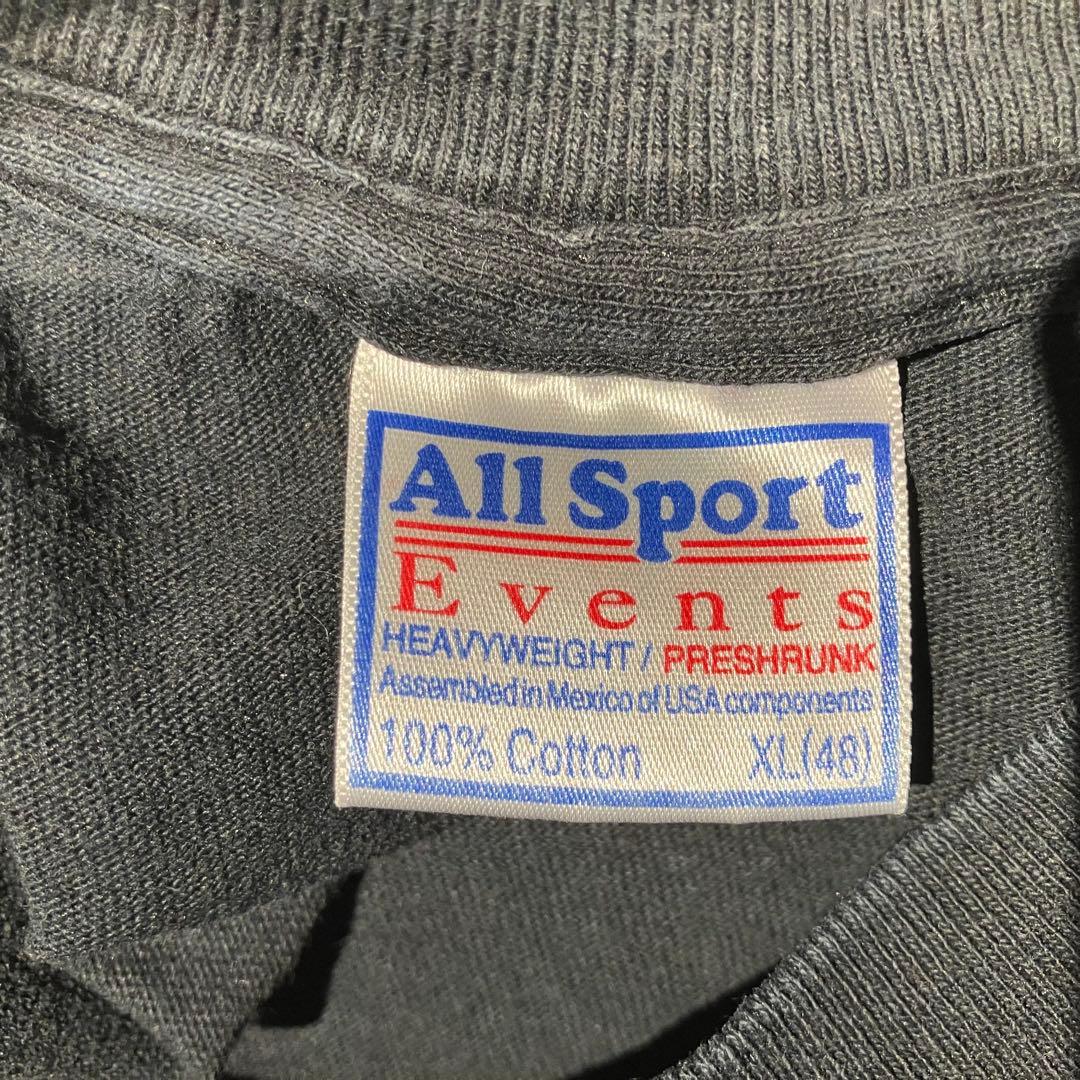 All Sport
Events
HEAVYWEIGHT / PRESHRUNK
Assembled in Mexico of USA components
100% Cotton XL(48)